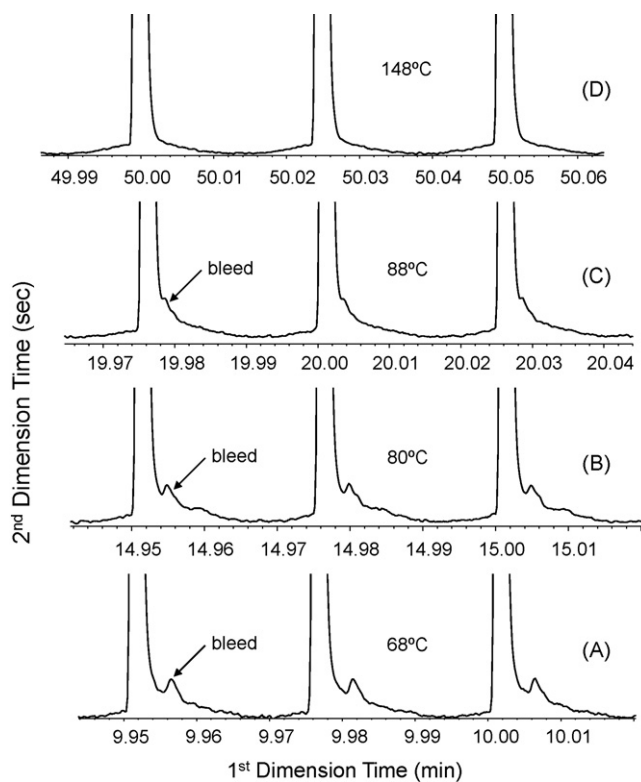 148ºC
(D)
49.99 50.00 50.01 50.02 50.03 50.04 50.05 50.06
bleed
88ºC
(C)
19.97 19.98 19.99 20.00 20.01 20.02 20.03 20.04
bleed
80ºC
(B)
14.95 14.96 14.97 14.98 14.99 15.00 15.01
bleed
68ºC
(A)
9.95 9.96 9.97 9.98 9.99 10.00 10.01
2nd Dimension Time (sec)
1st Dimension Time (min)